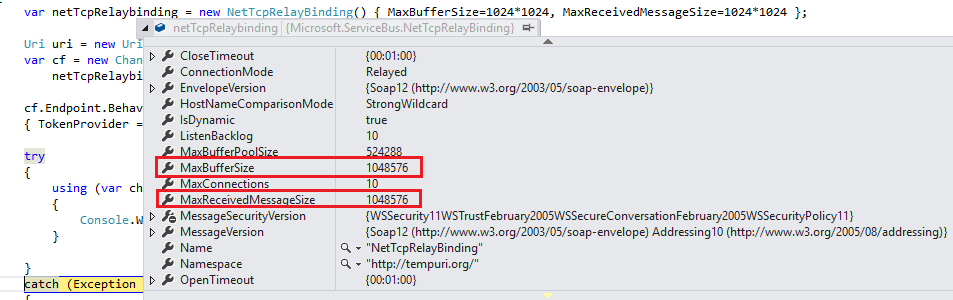 var netTcpRelaybinding = new NetTcpRelayBinding() { MaxBufferSize=1024*1024, MaxReceivedMessageSize=1024*1024 };
netTcpRelaybinding {Microsoft.ServiceBus.NetTcpRelayBinding}
Uri uri = new Uri
var cf = new Chan
netTcpRelaybi
cf.Endpoint.Behav
{ TokenProvider =
try
{
using (var ch
{
Console.W
}
}
catch (Exception
{
CloseTimeout {00:01:00}
ConnectionMode Relayed
EnvelopeVersion {Soap12 (http://www.w3.org/2003/05/soap-envelope)}
HostNameComparisonMode StrongWildcard
IsDynamic true
ListenBacklog 10
MaxBufferPoolSize 524288
MaxBufferSize 1048576
MaxConnections 10
MaxReceivedMessageSize 1048576
MessageSecurityVersion {WSSecurity11WSTrustFebruary2005WSSecureConversationFebruary2005WSSecurityPolicy11}
MessageVersion {Soap12 (http://www.w3.org/2003/05/soap-envelope) Addressing10 (http://www.w3.org/2005/08/addressing)}
Name "NetTcpRelayBinding"
Namespace "http://tempuri.org/"
OpenTimeout {00:01:00}